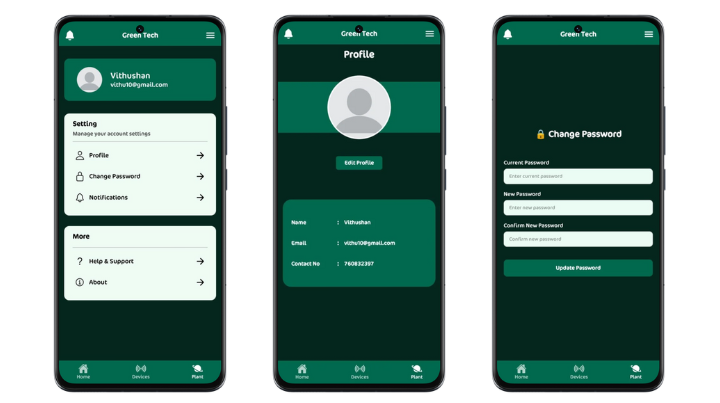 Green Tech
Vithushan
vithu10@gmail.com
Setting
Manage your account settings
Profile
Change Password
Notifications
More
Help & Support
About
Home
Devices
Plant
Green Tech
Profile
Edit Profile
Name : Vithushan
Email : vithu10@gmail.com
Contact No : 760832397
Home
Devices
Plant
Green Tech
🔒 Change Password
Current Password
Enter current password
New Password
Enter new password
Confirm New Password
Confirm new password
Update Password
Home
Devices
Plant